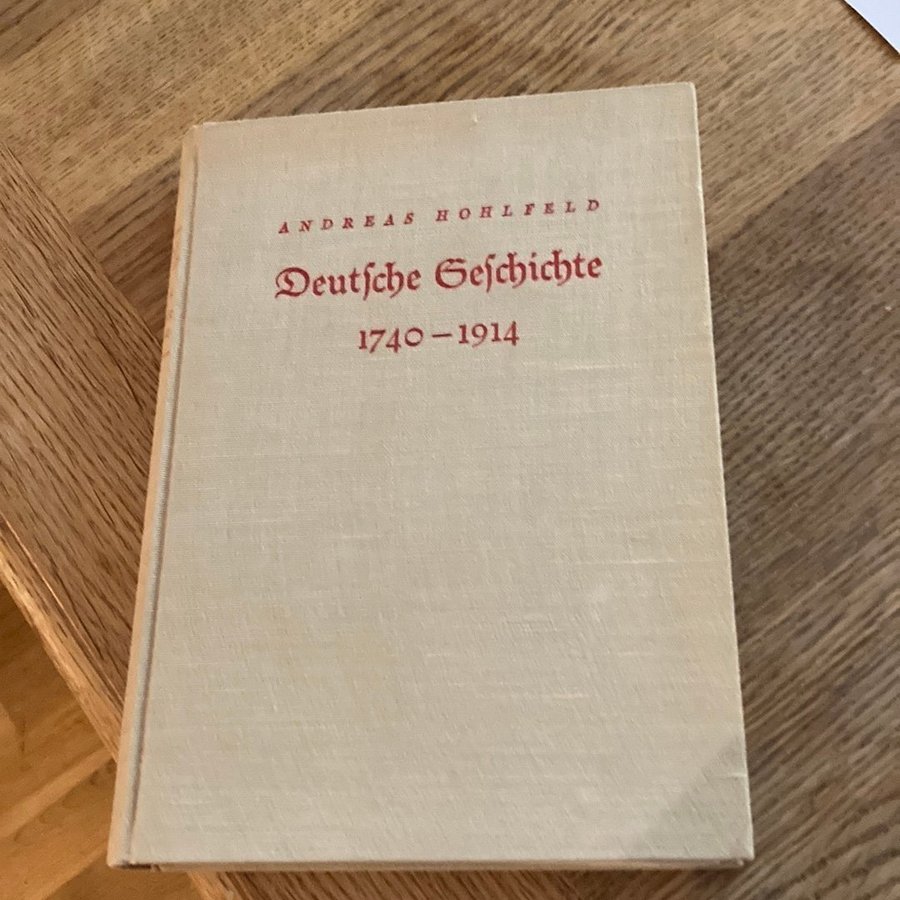 ANDREAS HOHLFELD
Deutſche Geſchichte
1740–1914